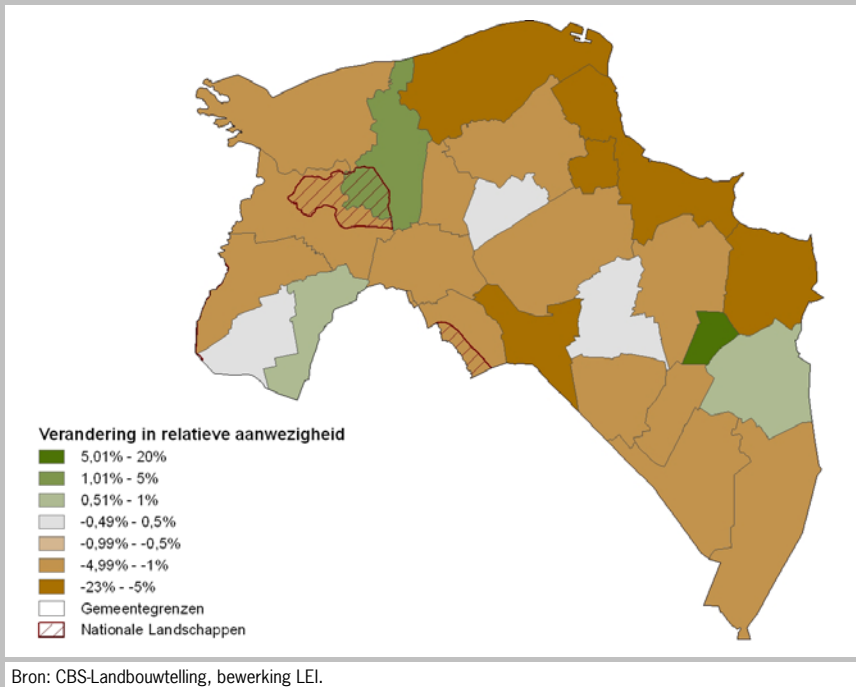 Verandering in relatieve aanwezigheid
5,01% - 20%
1,01% - 5%
0,51% - 1%
-0,49% - 0,5%
-0,99% - -0,5%
-4,99% - -1%
-23% - -5%
Gemeentegrenzen
Nationale Landschappen
Bron: CBS-Landbouwtelling, bewerking LEI.